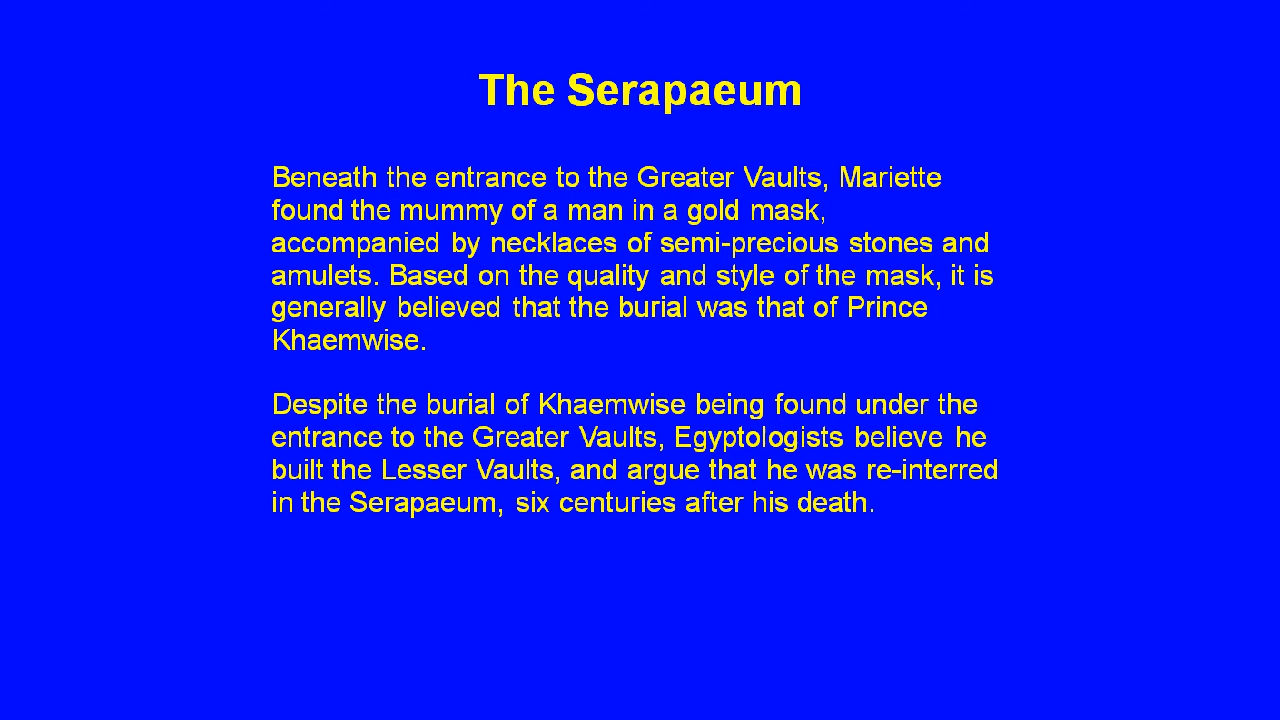 The Serapaeum
Beneath the entrance to the Greater Vaults, Mariette
found the mummy of a man in a gold mask,
accompanied by necklaces of semi-precious stones and
amulets. Based on the quality and style of the mask, it is
generally believed that the burial was that of Prince
Khaemwise.
Despite the burial of Khaemwise being found under the
entrance to the Greater Vaults, Egyptologists believe he
built the Lesser Vaults, and argue that he was re-interred
in the Serapaeum, six centuries after his death.